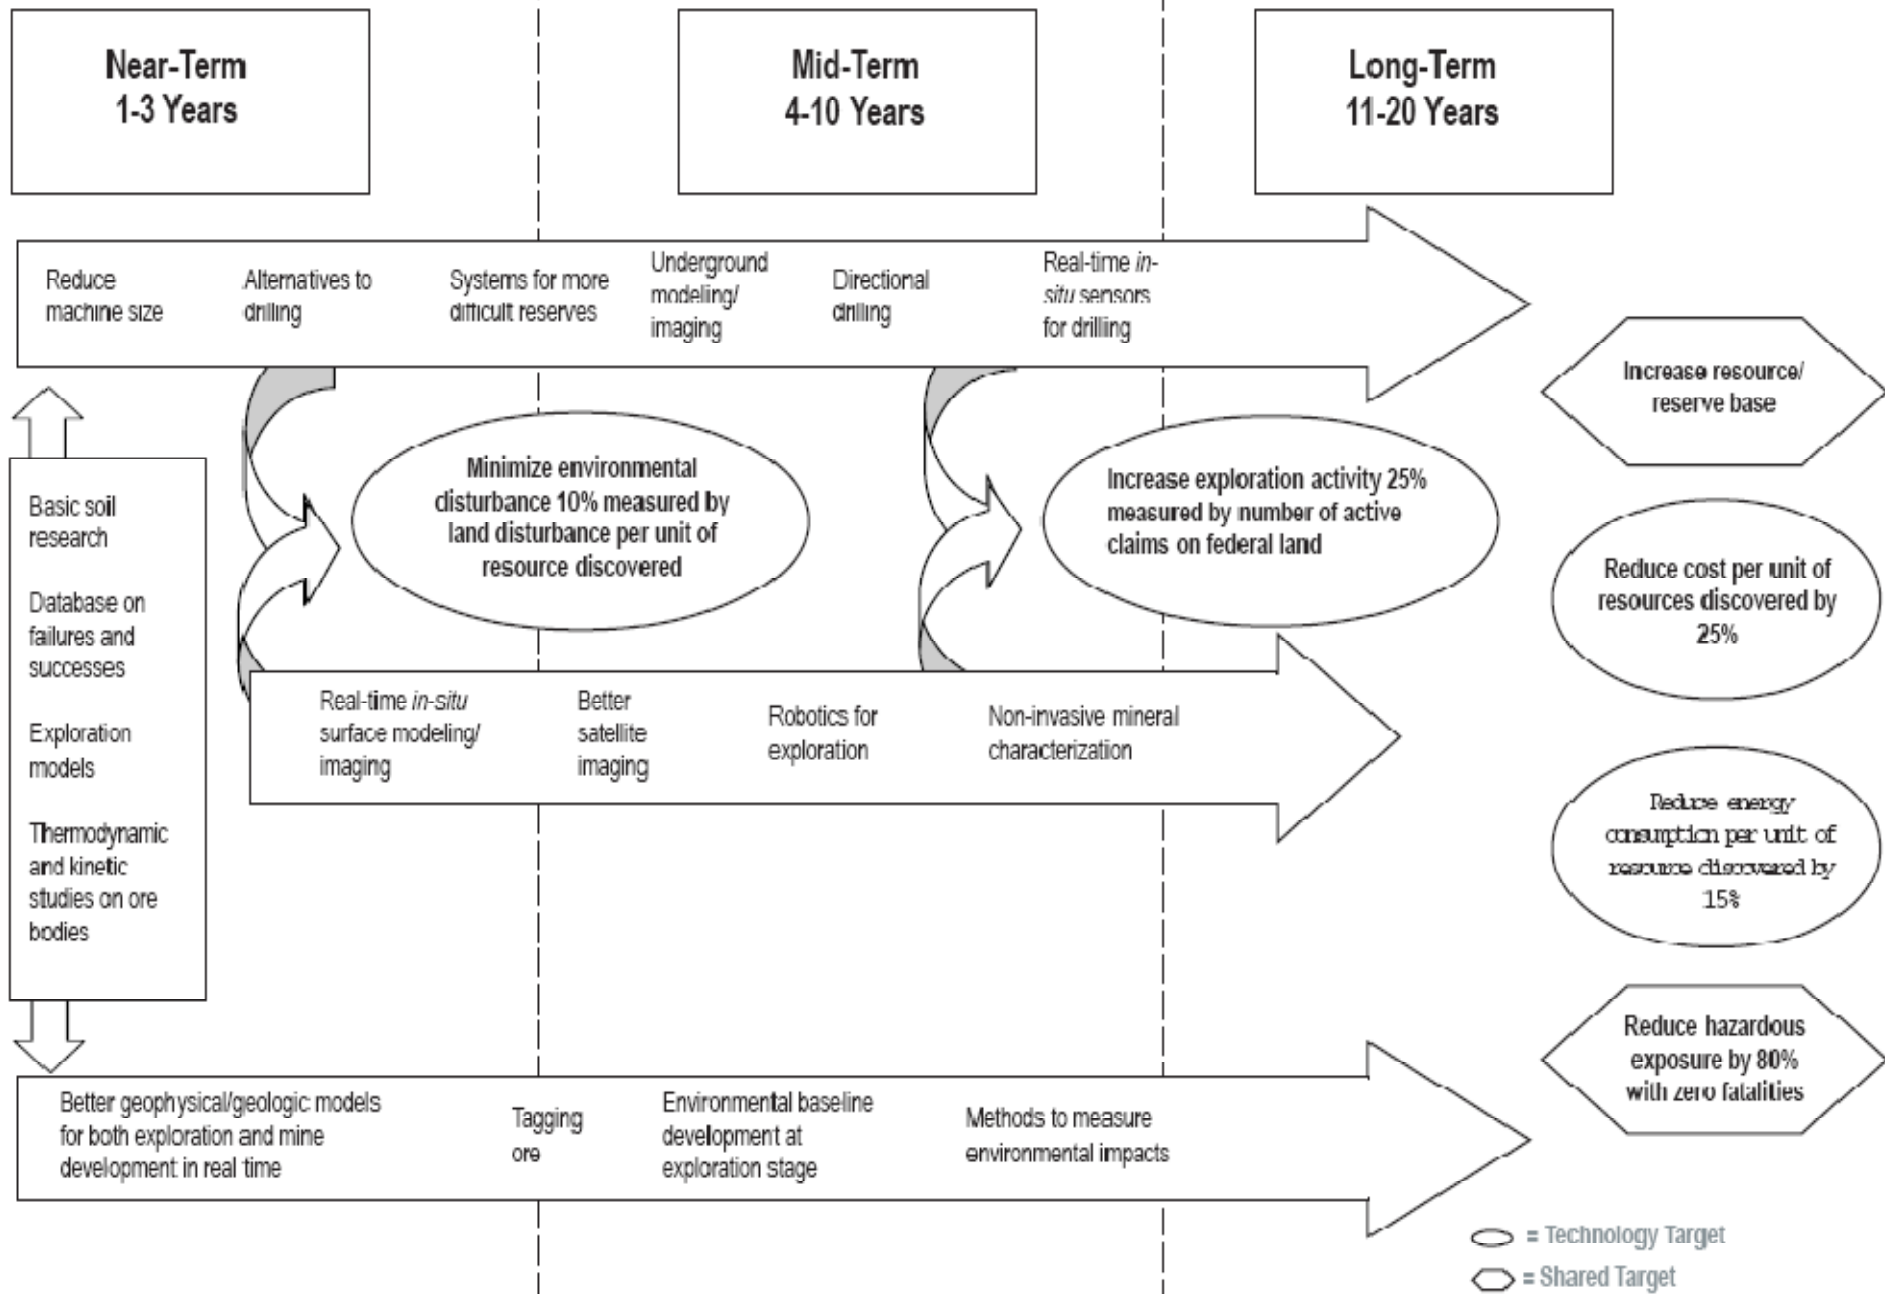 Near-Term
1-3 Years
Mid-Term
4-10 Years
Long-Term
11-20 Years
Reduce
machine size
Alternatives to
drilling
Systems for more
difficult reserves
Underground
modeling/
imaging
Directional
drilling
Real-time in-
situ sensors
for drilling
Increase resource/
reserve base
Basic soil
research
Database on
failures and
successes
Exploration
models
Thermodynamic
and kinetic
studies on ore
bodies
Minimize environmental
disturbance 10% measured by
land disturbance per unit of
resource discovered
Increase exploration activity 25%
measured by number of active
claims on federal land
Reduce cost per unit of
resources discovered by
25%
Real-time in-situ
surface modeling/
imaging
Better
satellite
imaging
Robotics for
exploration
Non-invasive mineral
characterization
Reduce energy
consumption per unit of
resource discovered by
15%
Reduce hazardous
exposure by 80%
with zero fatalities
Better geophysical/geologic models
for both exploration and mine
development in real time
Tagging
ore
Environmental baseline
development at
exploration stage
Methods to measure
environmental impacts
= Technology Target
= Shared Target